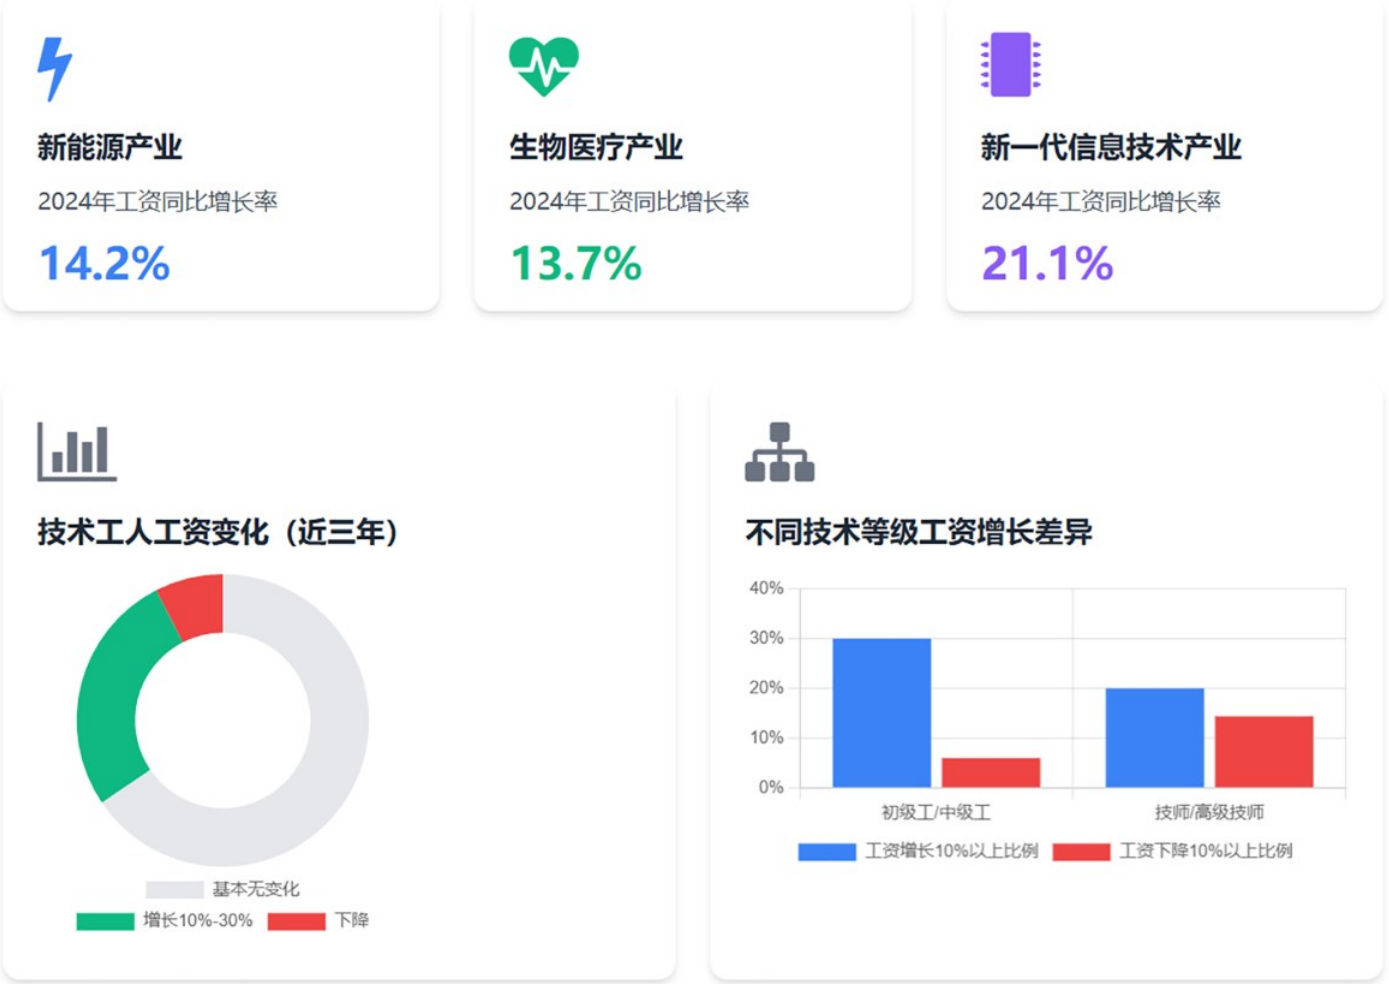 新能源产业
2024年工资同比增长率
14.2%
生物医疗产业
2024年工资同比增长率
13.7%
新一代信息技术产业
2024年工资同比增长率
21.1%
技术工人工资变化（近三年）
基本无变化
增长10%-30%
下降
不同技术等级工资增长差异
40%
30%
20%
10%
0%
初级工/中级工
技师/高级技师
工资增长10%以上比例
工资下降10%以上比例